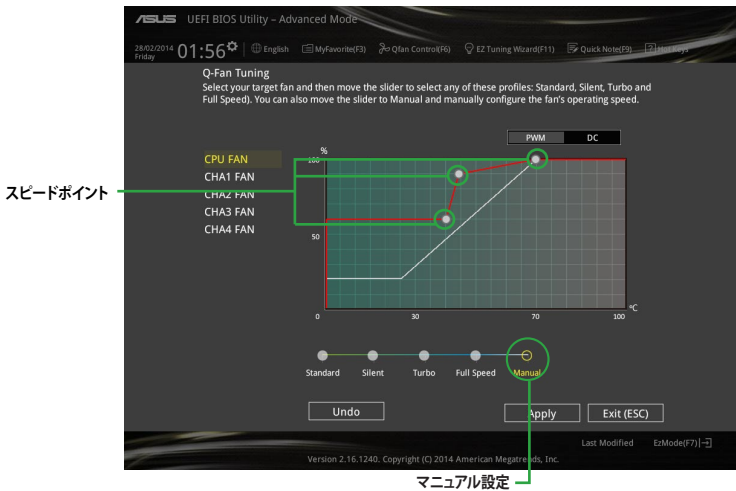 ASUS UEFI BIOS Utility – Advanced Mode
28/02/2014 Friday 01:56 English MyFavorite(F3) Qfan Control(F6) EZ Tuning Wizard(F11) Quick Note(F9) ? Hot Keys
Q-Fan Tuning
Select your target fan and then move the slider to select any of these profiles: Standard, Silent, Turbo and
Full Speed). You can also move the slider to Manual and manually configure the fan's operating speed.
PWM DC
CPU FAN
CHA1 FAN
CHA2 FAN
CHA3 FAN
CHA4 FAN
スピードポイント
%
100
50
0 30 70 100
°C
Standard Silent Turbo Full Speed Manual
Undo Apply Exit (ESC)
Last Modified EzMode(F7)
Version 2.16.1240. Copyright (C) 2014 American Megatrends, Inc.
マニュアル設定